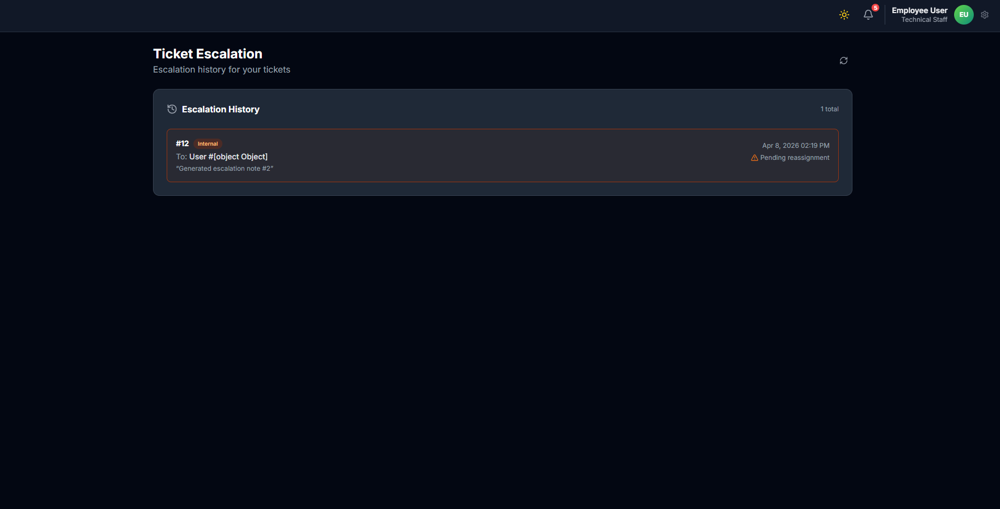 5
Employee User
Technical Staff
EU
Ticket Escalation
Escalation history for your tickets
Escalation History
1 total
#12 Internal
Apr 8, 2026 02:19 PM
To: User #[object Object]
Pending reassignment
“Generated escalation note #2”